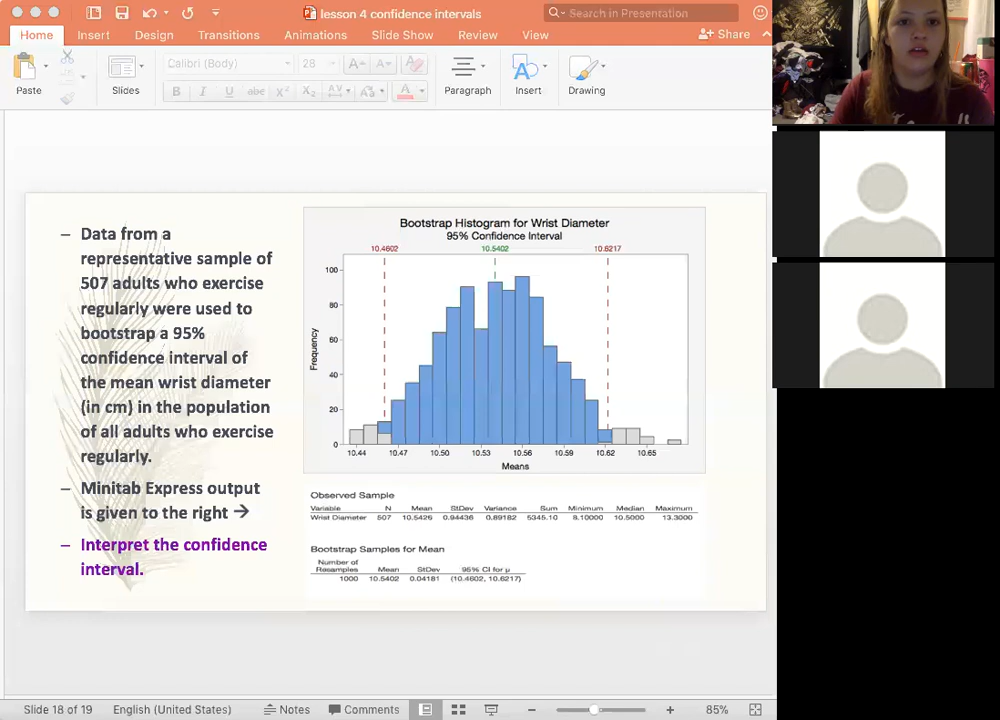 lesson 4 confidence intervals
Search in Presentation
Home Insert Design Transitions Animations Slide Show Review View Share
Calibri (Body) 28
Paste Slides B I U abc X² X₂ AV Aa A Paragraph Insert Drawing
– Data from a
representative sample of
507 adults who exercise
regularly were used to
bootstrap a 95%
confidence interval of
the mean wrist diameter
(in cm) in the population
of all adults who exercise
regularly.
– Minitab Express output
is given to the right →
– Interpret the confidence
interval.
Bootstrap Histogram for Wrist Diameter
95% Confidence Interval
10.4602 10.5402 10.6217
100
80
60
40
20
0
Frequency
10.44 10.47 10.50 10.53 10.56 10.59 10.62 10.65
Means
Observed Sample
Variable N Mean StDev Variance Sum Minimum Median Maximum
Wrist Diameter 507 10.5426 0.94436 0.89182 5345.10 8.10000 10.5000 13.3000
Bootstrap Samples for Mean
Number of
Resamples Mean StDev 95% CI for μ
1000 10.5402 0.04181 (10.4602, 10.6217)
Slide 18 of 19 English (United States) Notes Comments 85%